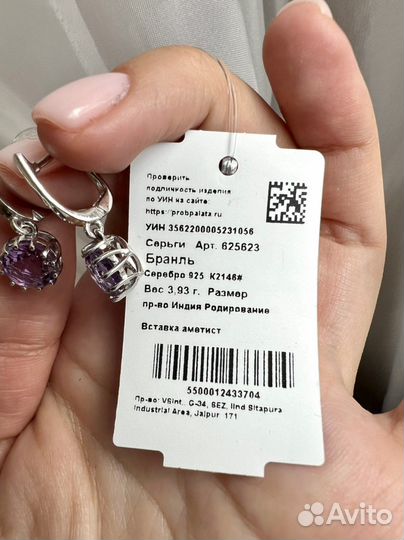 Проверить
подлинность изделия
по УИН на сайте:
https://probpalata.ru
УИН 3562200005231056
Серьги Арт. 625623
Бранль
Серебро 925 К2146#
Вес 3,93 г. Размер
пр-во Индия Родирование
Вставка аметист
5500012433704
Пр-во: VSInt., G-34, SEZ, IInd Sitapura
Industrial Area, Jaipur 171
Avito